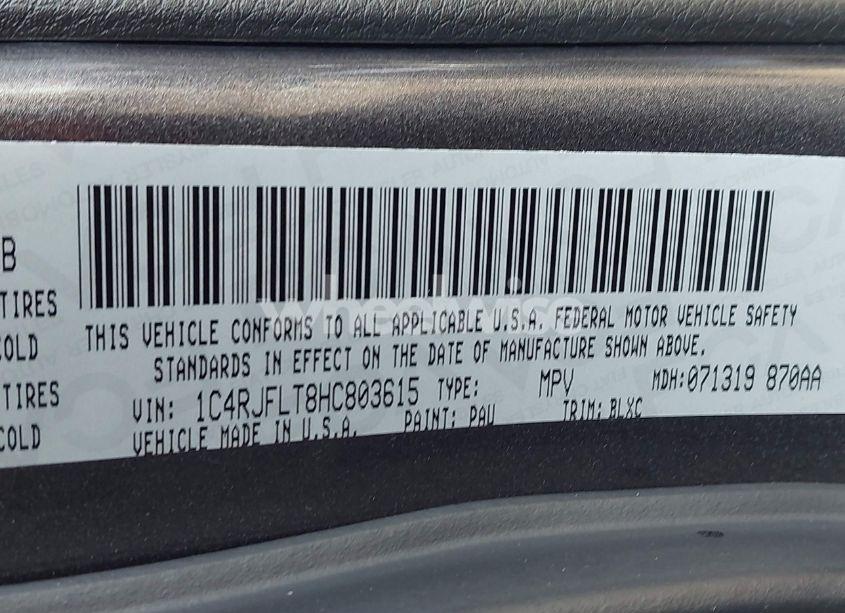 B
TIRES
COLD
TIRES
COLD
wheelwise
THIS VEHICLE CONFORMS TO ALL APPLICABLE U.S.A. FEDERAL MOTOR VEHICLE SAFETY
STANDARDS IN EFFECT ON THE DATE OF MANUFACTURE SHOWN ABOVE.
VIN: 1C4RJFLT8HC803615 TYPE: MPV MDH:071319 870AA
VEHICLE MADE IN U.S.A. PAINT: PAU TRIM: BLXC